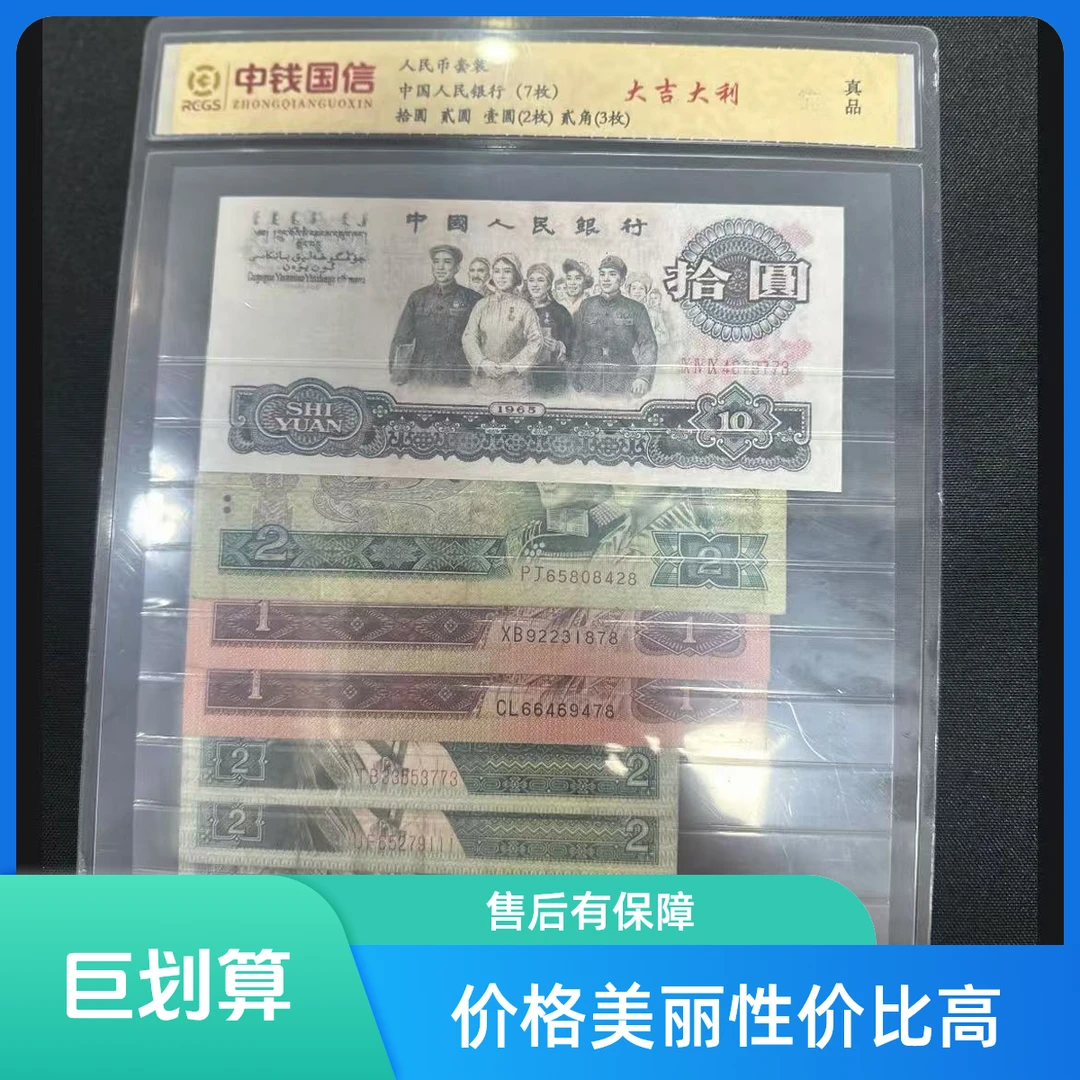 中钱国信
RCGS
ZHONGQIANGUOXIN
人民币套装
中国人民银行（7枚）
拾圆 贰圆 壹圆(2枚) 贰角(3枚)
大吉大利
真品
中國人民銀行
拾圓
SHI YUAN
1965
10
2
PJ65808428
2
1
XB92231878
1
1
CL66469478
1
2
2
2
2
售后有保障
巨划算
价格美丽性价比高